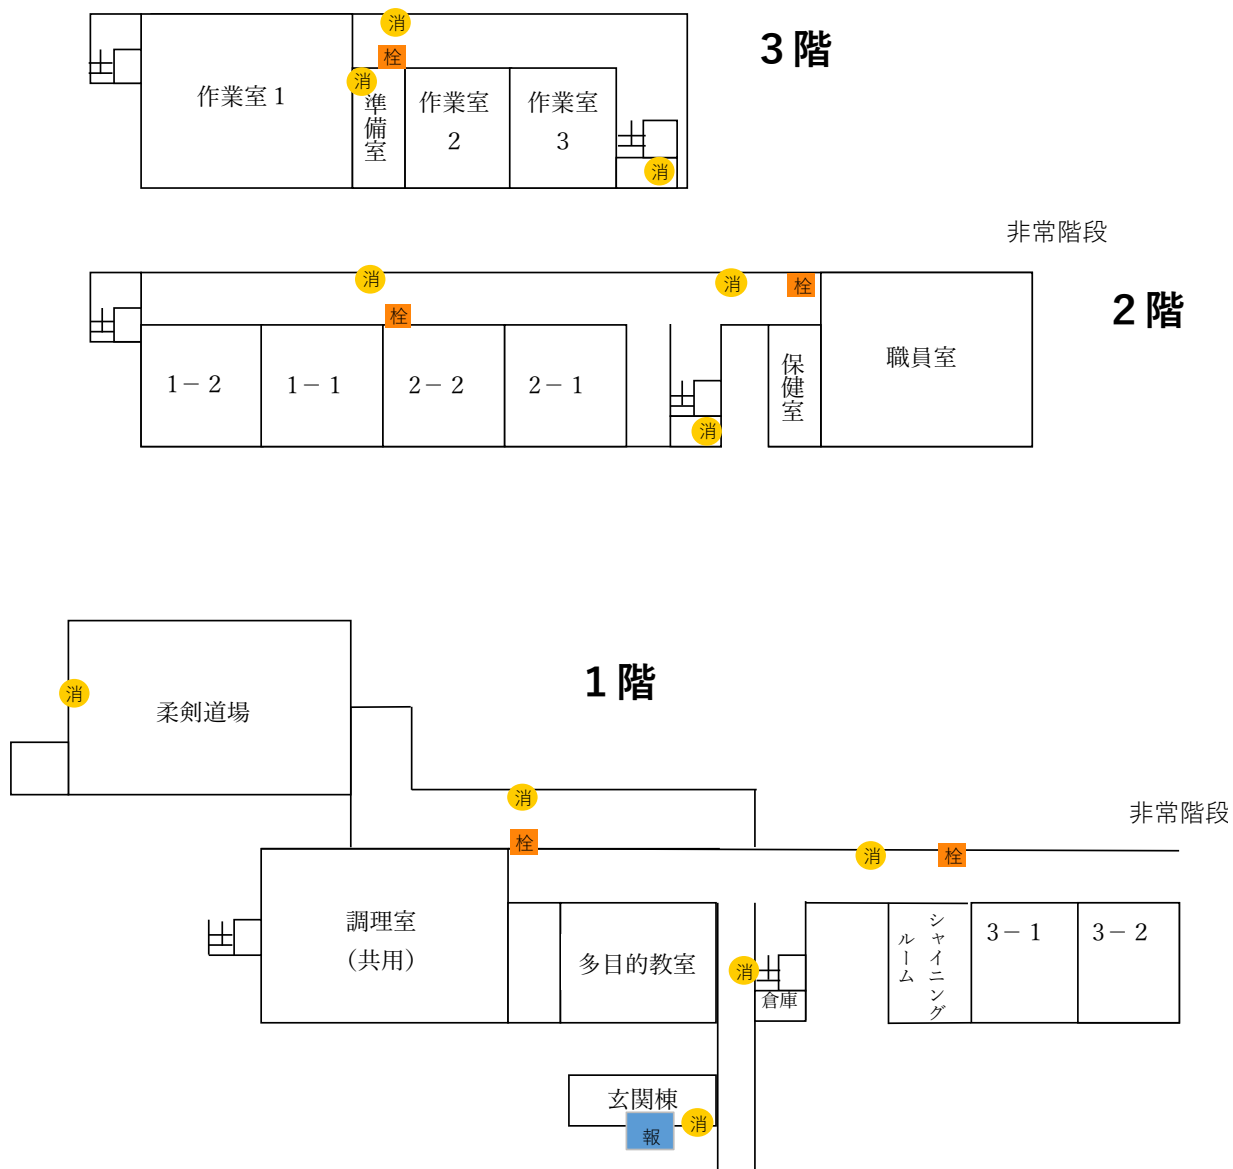 消
3階
栓
消
作業室1
準備室
作業室
2
作業室
3
消
非常階段
消
消
栓
2階
栓
1－2
1－1
2－2
2－1
保健室
職員室
消
1階
消
柔剣道場
消
非常階段
栓
消
栓
調理室
（共用）
多目的教室
消
倉庫
シャイニング
ルーム
3－1
3－2
玄関棟
消
報